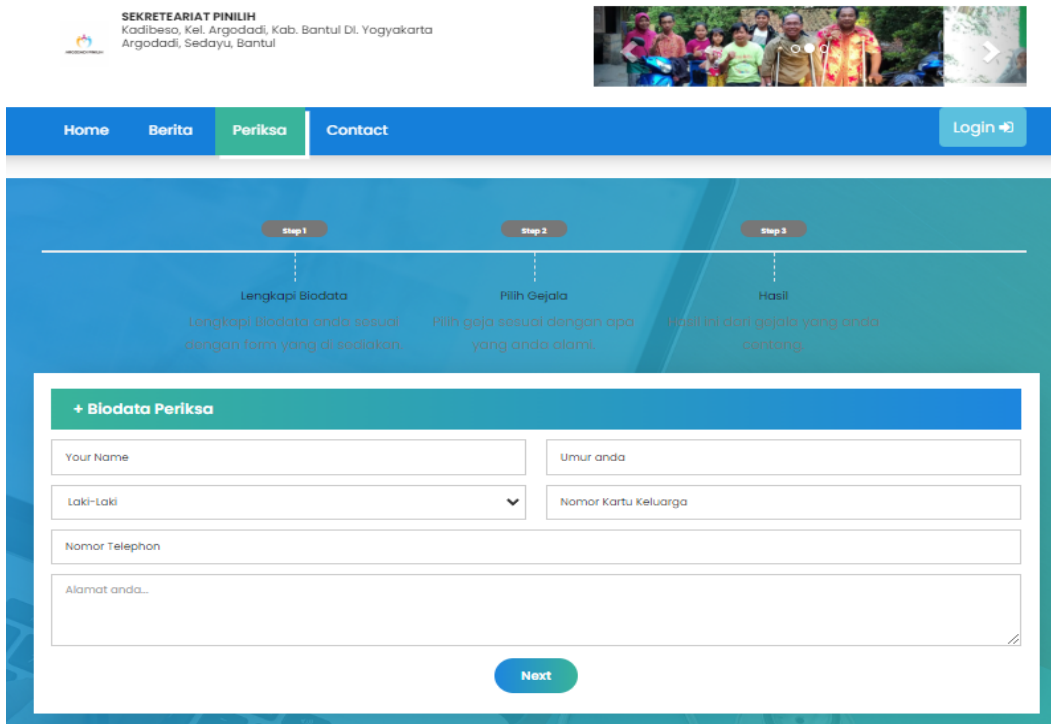 SEKRETEARIAT PINILIH
Kadibeso, Kel. Argodadi, Kab. Bantul DI. Yogyakarta
Argodadi, Sedayu, Bantul
Home
Berita
Periksa
Contact
Login
Step 1
Step 2
Step 3
Lengkapi Biodata
Pilih Gejala
Hasil
Lengkapi Biodata anda sesuai
dengan form yang di sediakan..
Pilih geja sesuai dengan apa
yang anda alami..
Hasil ini dari gejala yang anda
centang..
+ Biodata Periksa
Your Name
Umur anda
Laki-Laki
Nomor Kartu Keluarga
Nomor Telephon
Alamat anda...
Next